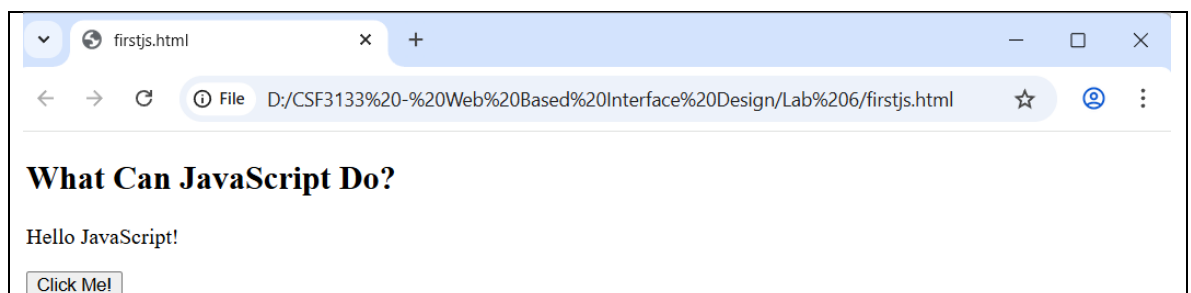 firstjs.html
File D:/CSF3133%20-%20Web%20Based%20Interface%20Design/Lab%206/firstjs.html
What Can JavaScript Do?
Hello JavaScript!
Click Me!